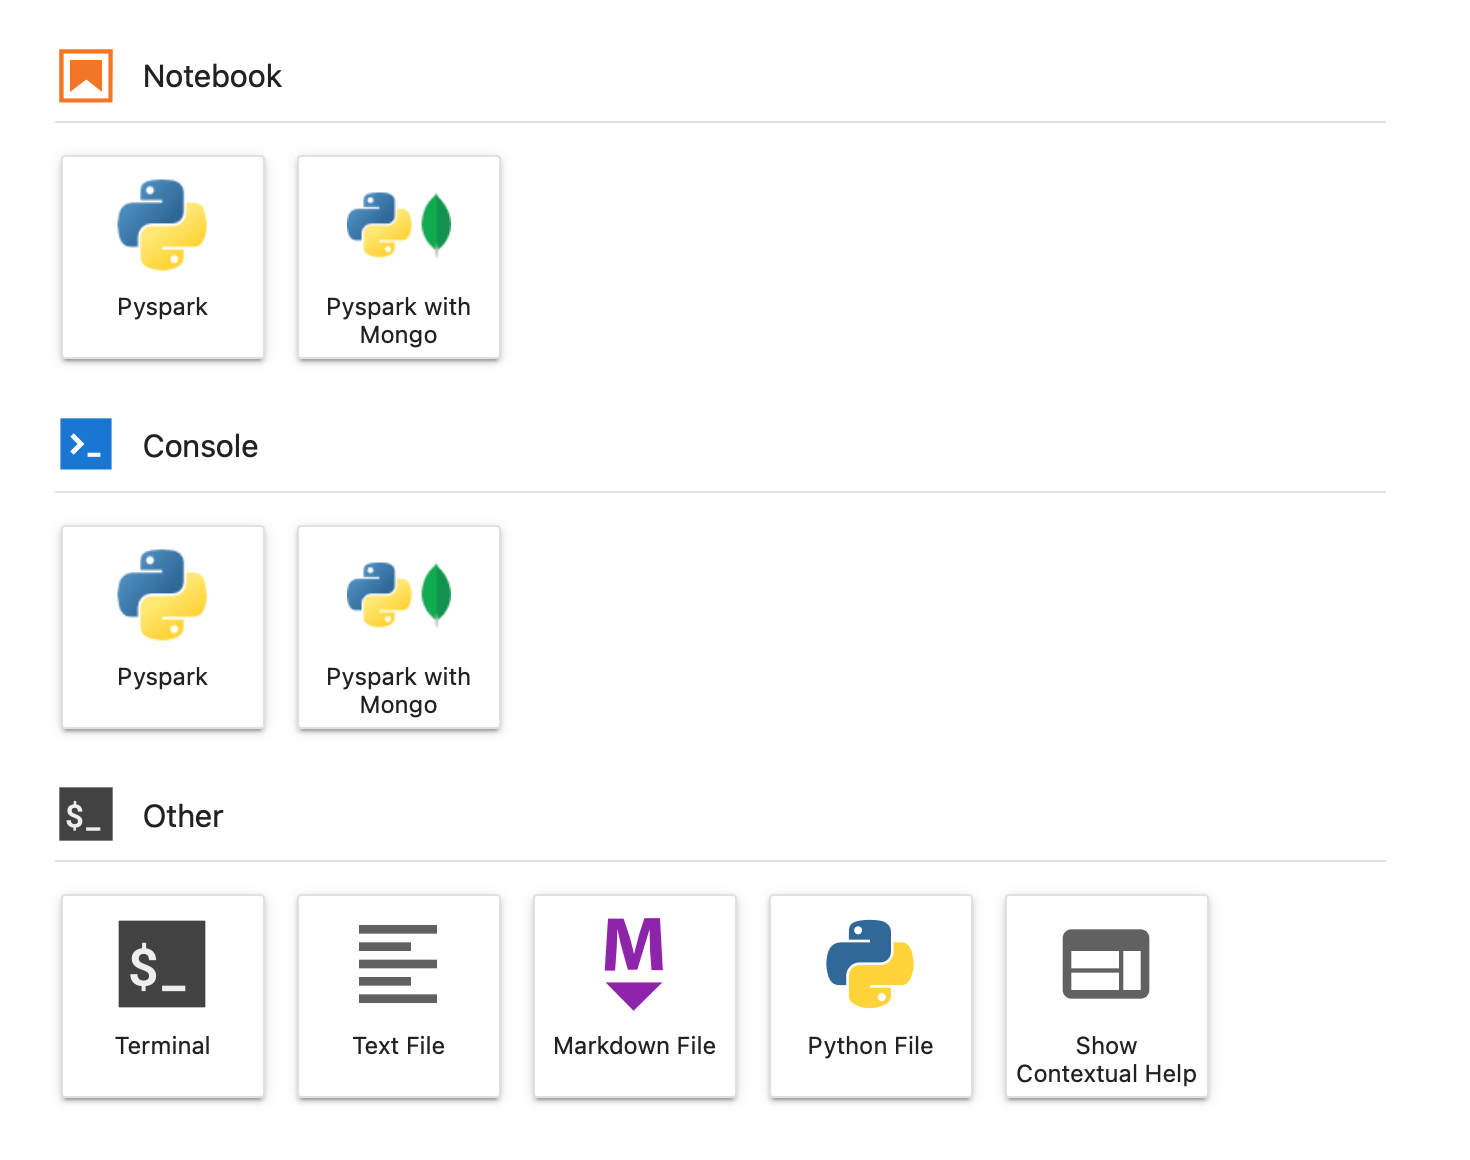 Notebook
Pyspark
Pyspark with
Mongo
>_
Console
Pyspark
Pyspark with
Mongo
$_
Other
$_
Terminal
Text File
M
Markdown File
Python File
Show
Contextual Help